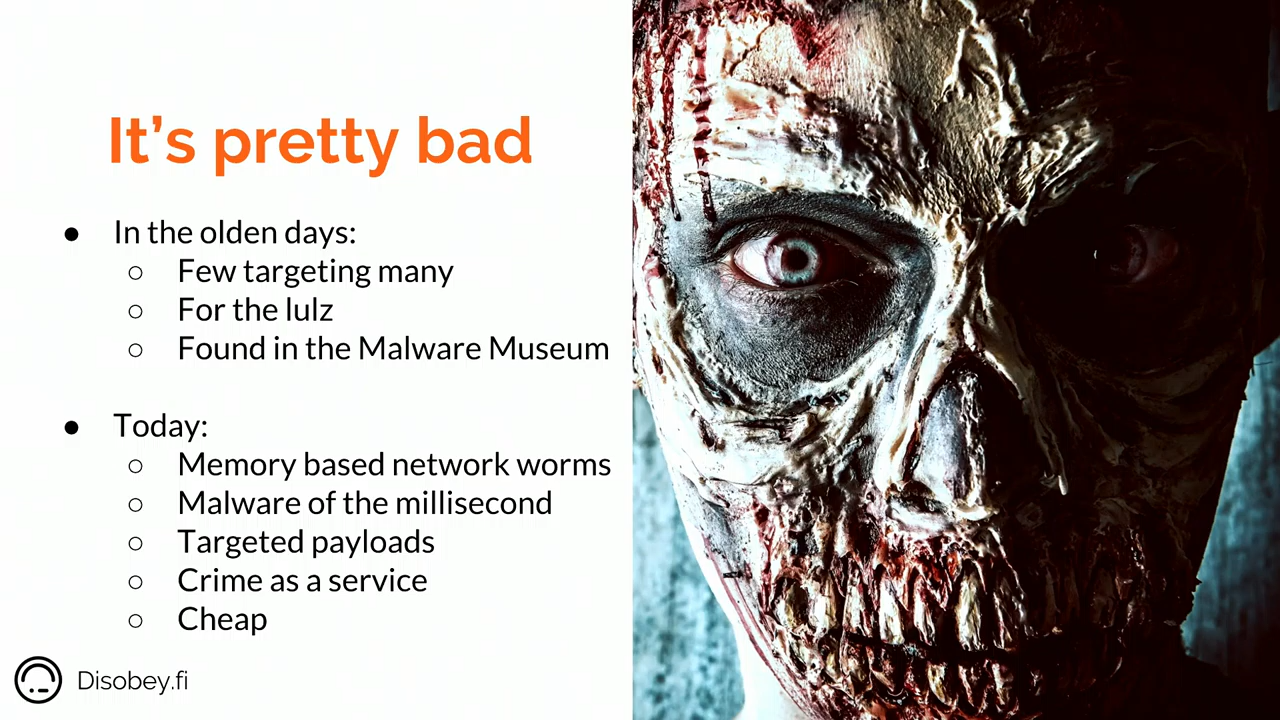 It’s pretty bad
● In the olden days:
○ Few targeting many
○ For the lulz
○ Found in the Malware Museum
● Today:
○ Memory based network worms
○ Malware of the millisecond
○ Targeted payloads
○ Crime as a service
○ Cheap
Disobey.fi